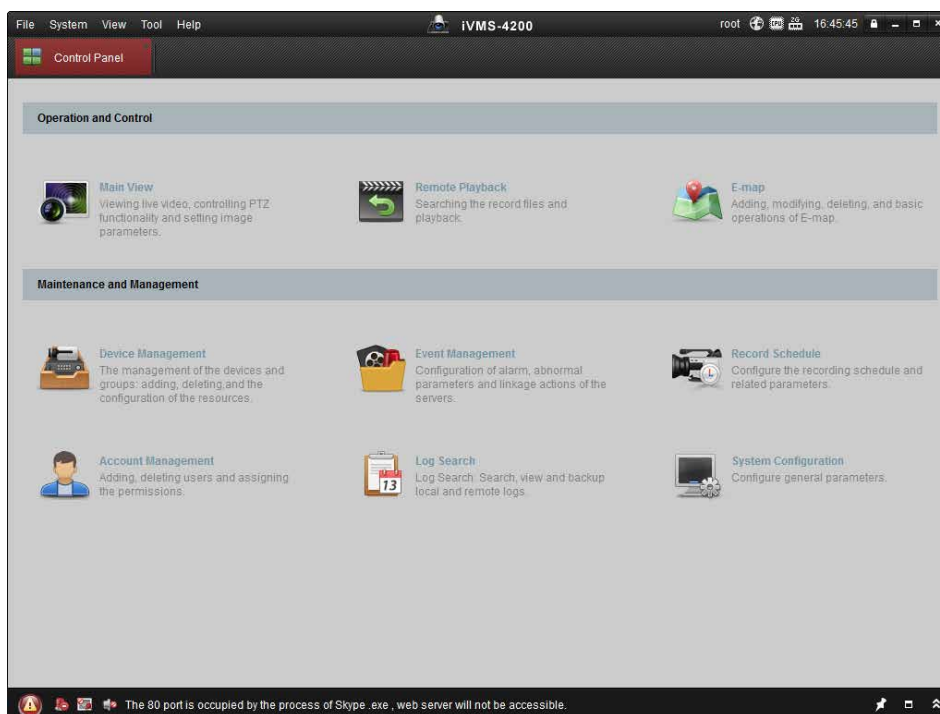 File System View Tool Help iVMS-4200 root CPU 2G 16:45:45
Control Panel
Operation and Control
Main View
Viewing live video, controlling PTZ
functionality and setting image
parameters.
Remote Playback
Searching the record files and
playback.
E-map
Adding, modifying, deleting, and basic
operations of E-map.
Maintenance and Management
Device Management
The management of the devices and
groups: adding, deleting,and the
configuration of the resources.
Event Management
Configuration of alarm, abnormal
parameters and linkage actions of the
servers.
Record Schedule
Configure the recording schedule and
related parameters.
Account Management
Adding, deleting users and assigning
the permissions.
13
Log Search
Log Search: Search, view and backup
local and remote logs.
System Configuration
Configure general parameters.
The 80 port is occupied by the process of Skype .exe , web server will not be accessible.